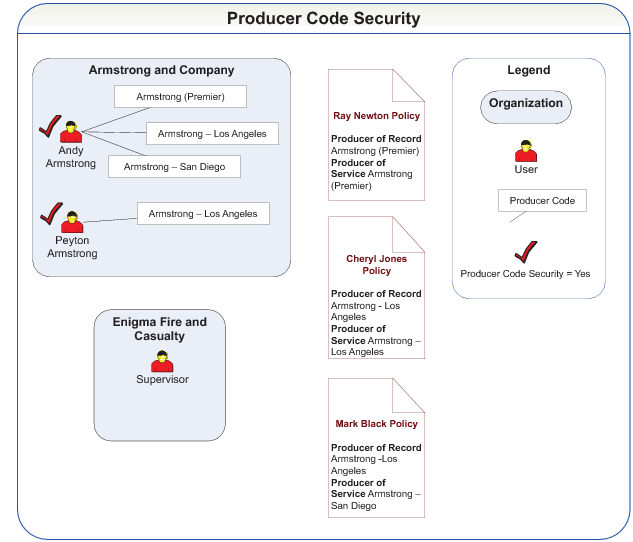 Producer Code Security
Armstrong and Company
Armstrong (Premier)
Armstrong – Los Angeles
Andy
Armstrong
Armstrong – San Diego
Armstrong – Los Angeles
Peyton
Armstrong
Enigma Fire and
Casualty
Supervisor
Ray Newton Policy
Producer of Record
Armstrong (Premier)
Producer of
Service Armstrong
(Premier)
Cheryl Jones
Policy
Producer of Record
Armstrong - Los
Angeles
Producer of
Service Armstrong –
Los Angeles
Mark Black Policy
Producer of Record
Armstrong -Los
Angeles
Producer of
Service Armstrong –
San Diego
Legend
Organization
User
Producer Code
Producer Code Security = Yes